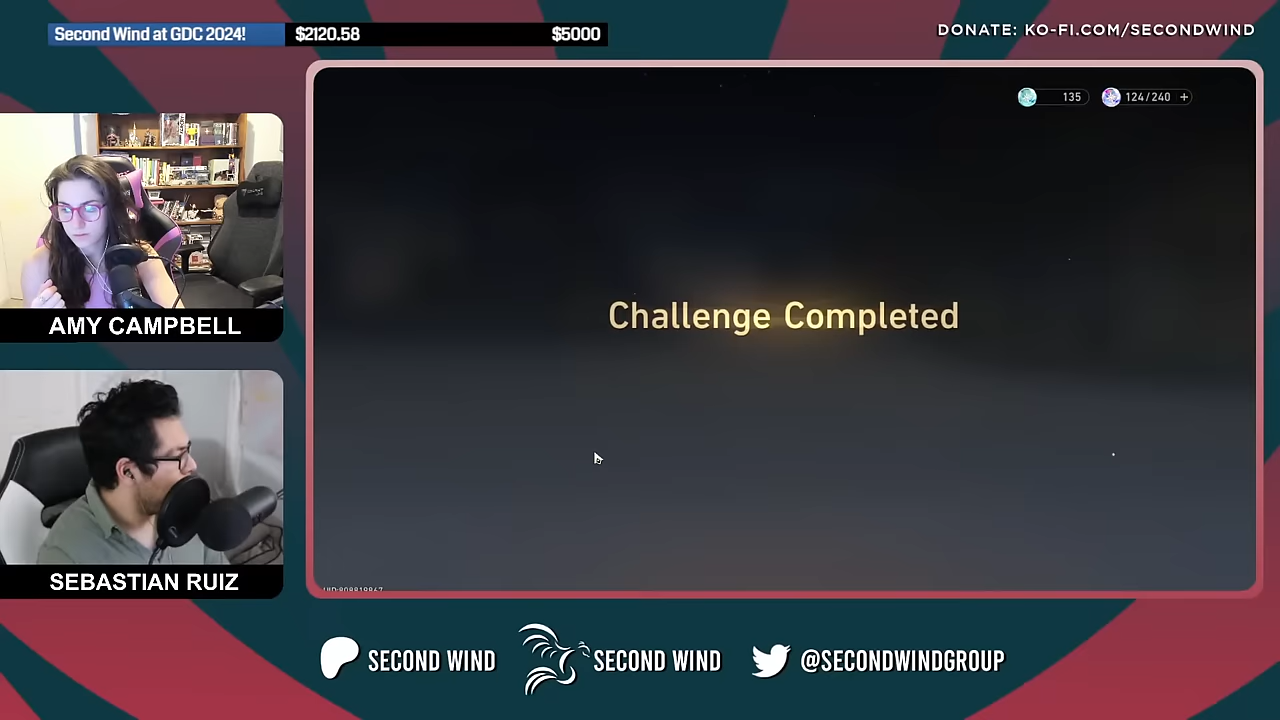 Second Wind at GDC 2024!
$2120.58
$5000
DONATE: KO-FI.COM/SECONDWIND
135
124/240 +
AMY CAMPBELL
Challenge Completed
SEBASTIAN RUIZ
SECOND WIND
SECOND WIND
@SECONDWINDGROUP